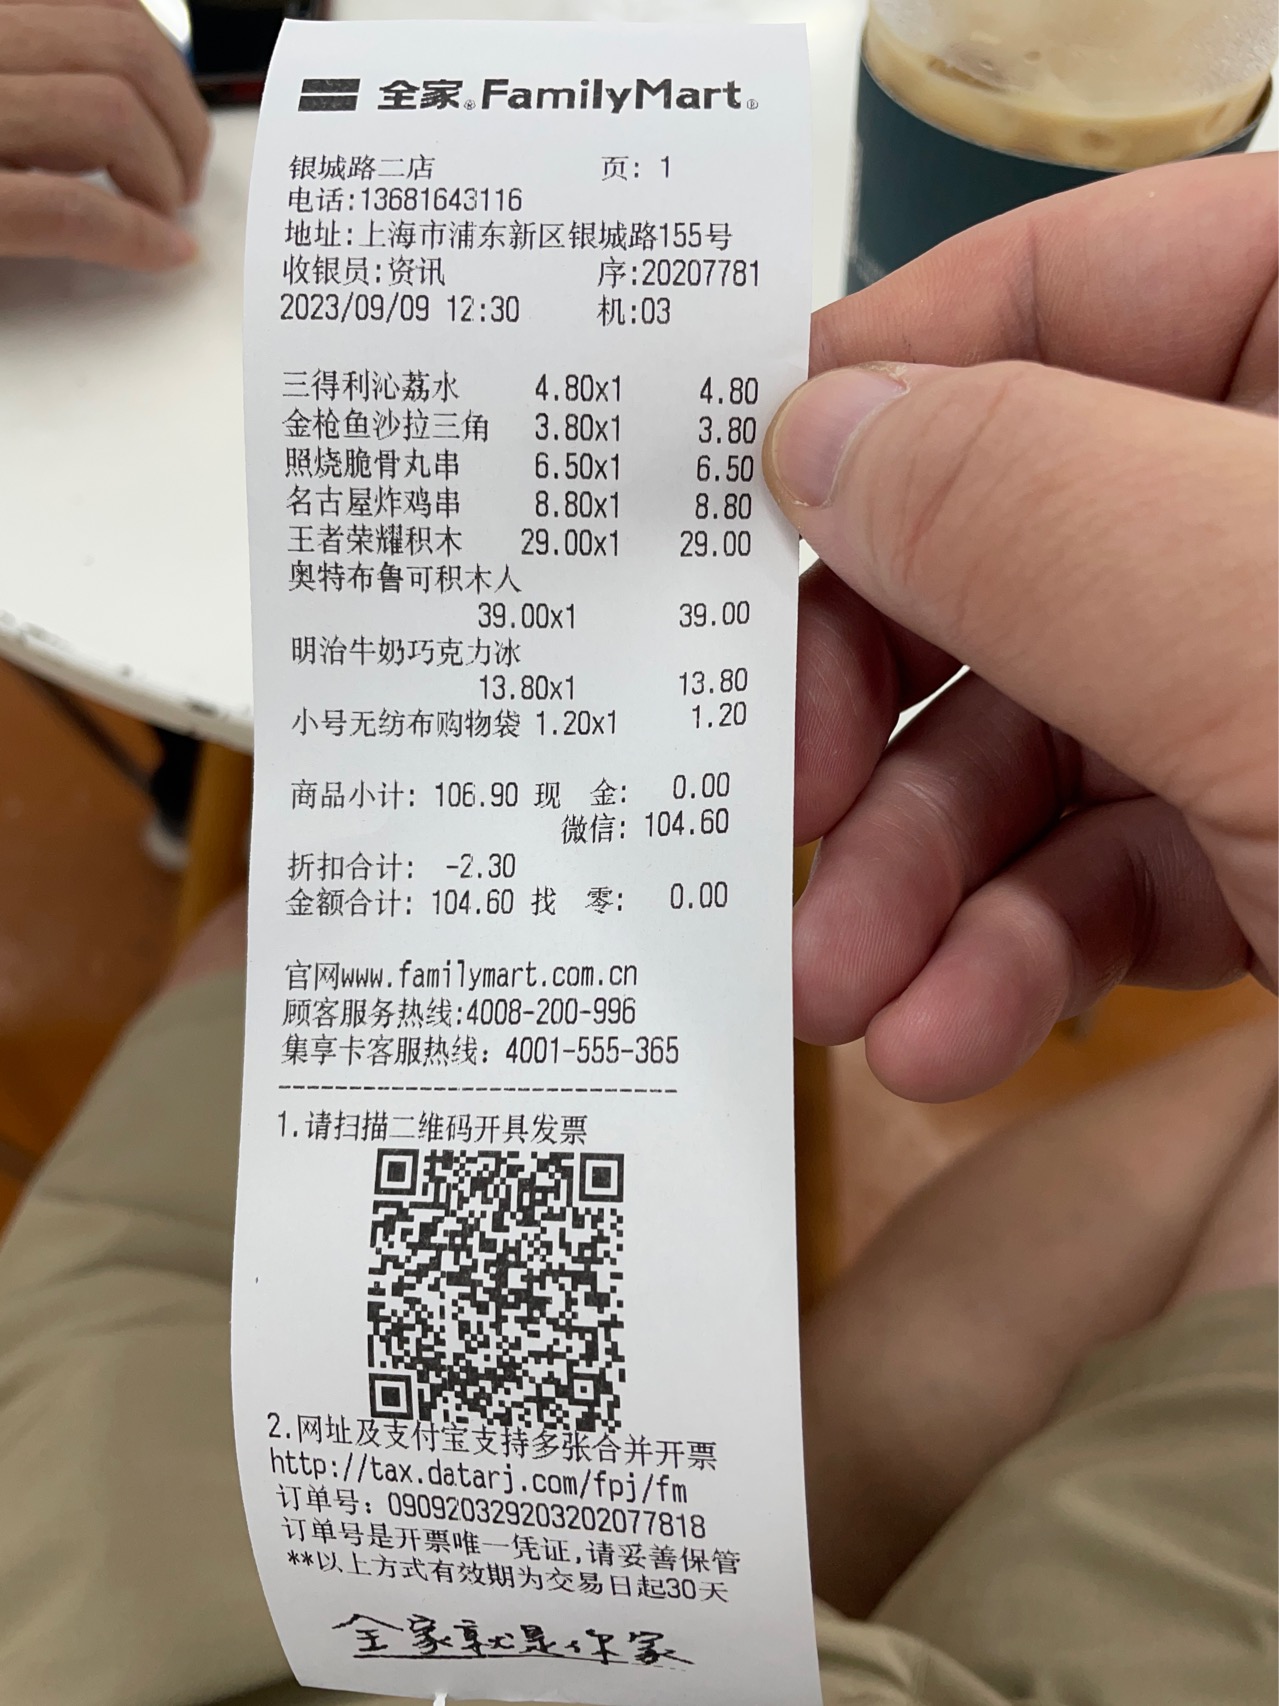 全家 FamilyMart
银城路二店 页: 1
电话:13681643116
地址:上海市浦东新区银城路155号
收银员:资讯 序:20207781
2023/09/09 12:30 机:03
三得利沁荔水 4.80x1 4.80
金枪鱼沙拉三角 3.80x1 3.80
照烧脆骨丸串 6.50x1 6.50
名古屋炸鸡串 8.80x1 8.80
王者荣耀积木 29.00x1 29.00
奥特布鲁可积木人
39.00x1 39.00
明治牛奶巧克力冰
13.80x1 13.80
小号无纺布购物袋 1.20x1 1.20
商品小计: 106.90 现 金: 0.00
微信: 104.60
折扣合计: -2.30
金额合计: 104.60 找 零: 0.00
官网www.familymart.com.cn
顾客服务热线:4008-200-996
集享卡客服热线: 4001-555-365
1.请扫描二维码开具发票
2.网址及支付宝支持多张合并开票
http://tax.datarj.com/fpj/fm
订单号: 0909203292032020778​18
订单号是开票唯一凭证,请妥善保管
**以上方式有效期为交易日起30天
全家就是你家